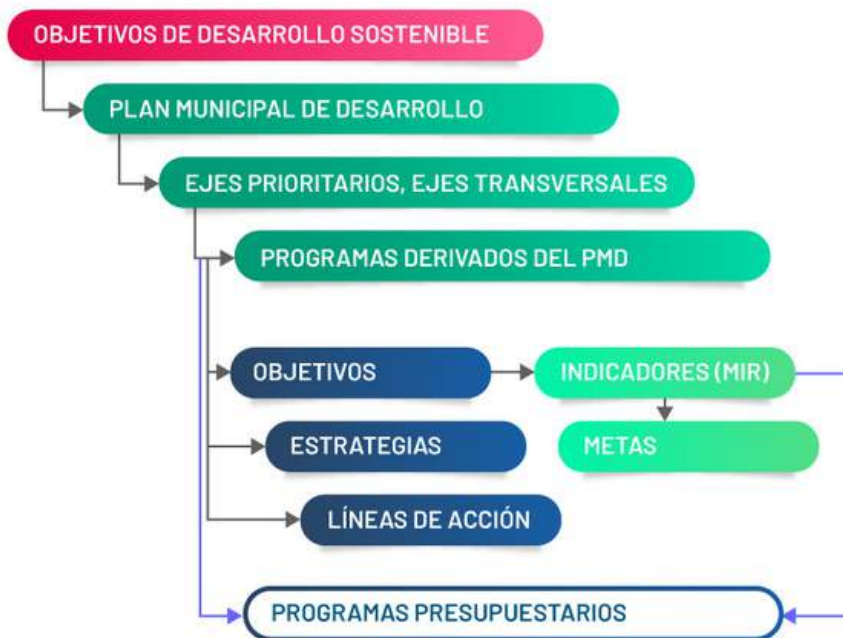 OBJETIVOS DE DESARROLLO SOSTENIBLE
PLAN MUNICIPAL DE DESARROLLO
EJES PRIORITARIOS, EJES TRANSVERSALES
PROGRAMAS DERIVADOS DEL PMD
OBJETIVOS
INDICADORES (MIR)
ESTRATEGIAS
METAS
LÍNEAS DE ACCIÓN
PROGRAMAS PRESUPUESTARIOS